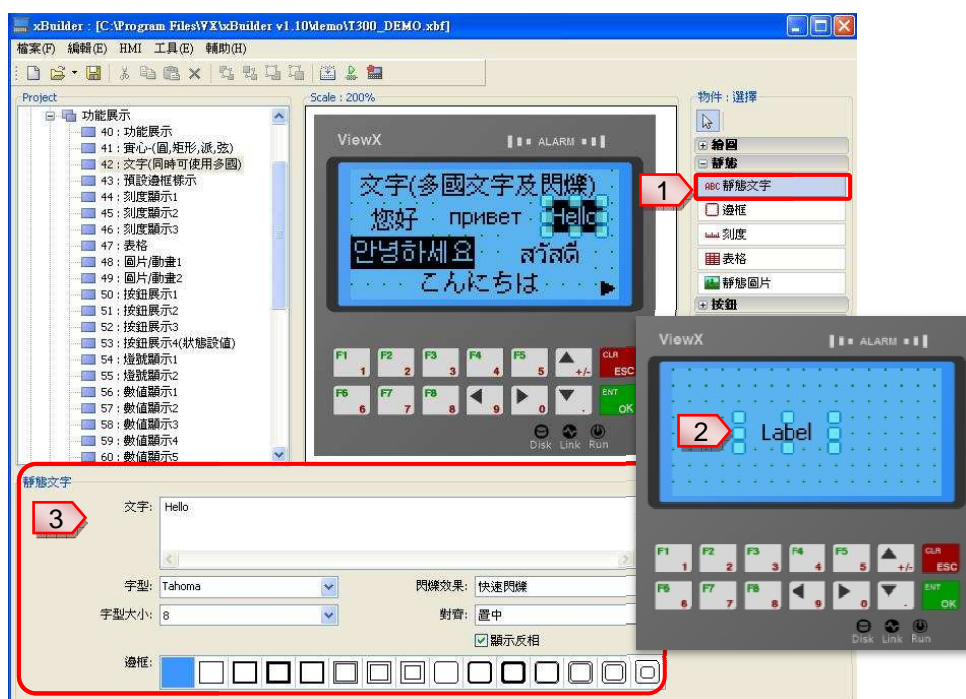 xBuilder : [C:\Program Files\VX\xBuilder v1.10\demo\T300_DEMO.xbf]
檔案(F) 編輯(E) HMI 工具(E) 輔助(H)
Project
功能展示
40 : 功能展示
41 : 實心-(圓,矩形,派,弦)
42 : 文字(同時可使用多國)
43 : 預設邊框樣示
44 : 刻度顯示1
45 : 刻度顯示2
46 : 刻度顯示3
47 : 表格
48 : 圖片/動畫1
49 : 圖片/動畫2
50 : 按鈕展示1
51 : 按鈕展示2
52 : 按鈕展示3
53 : 按鈕展示4(狀態設值)
54 : 燈號顯示1
55 : 燈號顯示2
56 : 數值顯示1
57 : 數值顯示2
58 : 數值顯示3
59 : 數值顯示4
60 : 數值顯示5
Scale : 200%
ViewX ALARM
文字(多國文字及閃爍)
您好 привет Hello
안녕하세요 สวัสดี
こんにちは
F1 1 F2 2 F3 3 F4 4 F5 5 +/- CLR ESC
F6 6 F7 7 F8 8 9 0 . ENT OK
Disk Link Run
物件 : 選擇
繪圖
靜態
1
ABC 靜態文字
邊框
刻度
表格
靜態圖片
按鈕
ViewX ALARM
2
Label
F1 1 F2 2 F3 3 F4 4 F5 5 +/- CLR ESC
F6 6 F7 7 F8 8 9 0 . ENT OK
Disk Link Run
靜態文字
3
文字: Hello
字型: Tahoma 閃爍效果: 快速閃爍
字型大小: 8 對齊: 置中
顯示反相
邊框: